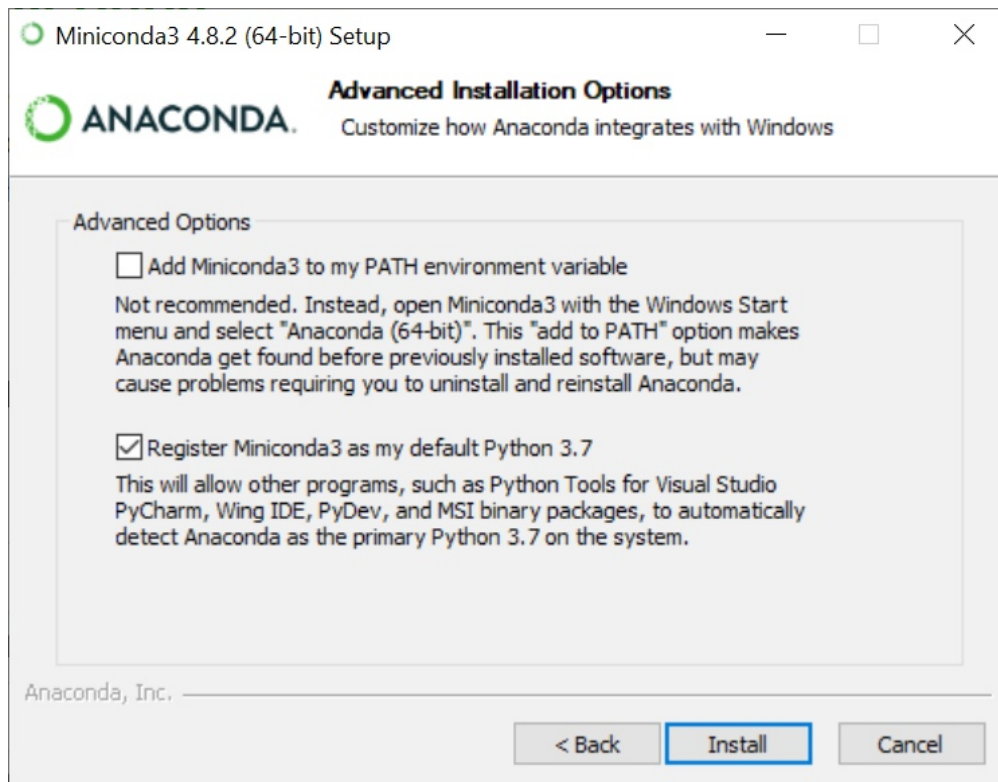 Miniconda3 4.8.2 (64-bit) Setup
ANACONDA.
Advanced Installation Options
Customize how Anaconda integrates with Windows
Advanced Options
Add Miniconda3 to my PATH environment variable
Not recommended. Instead, open Miniconda3 with the Windows Start
menu and select "Anaconda (64-bit)". This "add to PATH" option makes
Anaconda get found before previously installed software, but may
cause problems requiring you to uninstall and reinstall Anaconda.
Register Miniconda3 as my default Python 3.7
This will allow other programs, such as Python Tools for Visual Studio
PyCharm, Wing IDE, PyDev, and MSI binary packages, to automatically
detect Anaconda as the primary Python 3.7 on the system.
Anaconda, Inc.
< Back
Install
Cancel